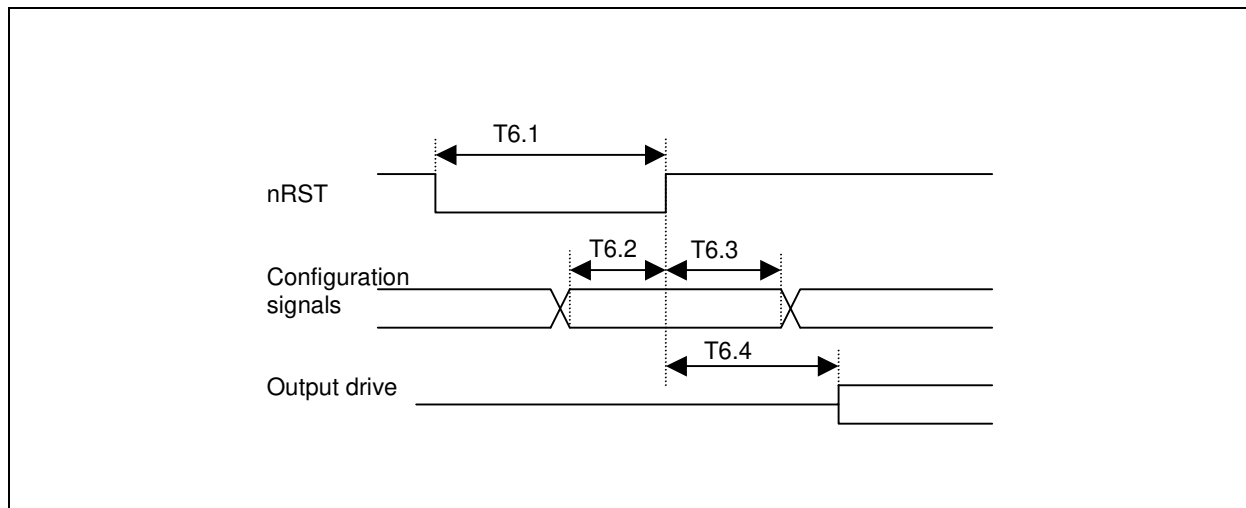 T6.1
nRST
T6.2
T6.3
Configuration
signals
T6.4
Output drive